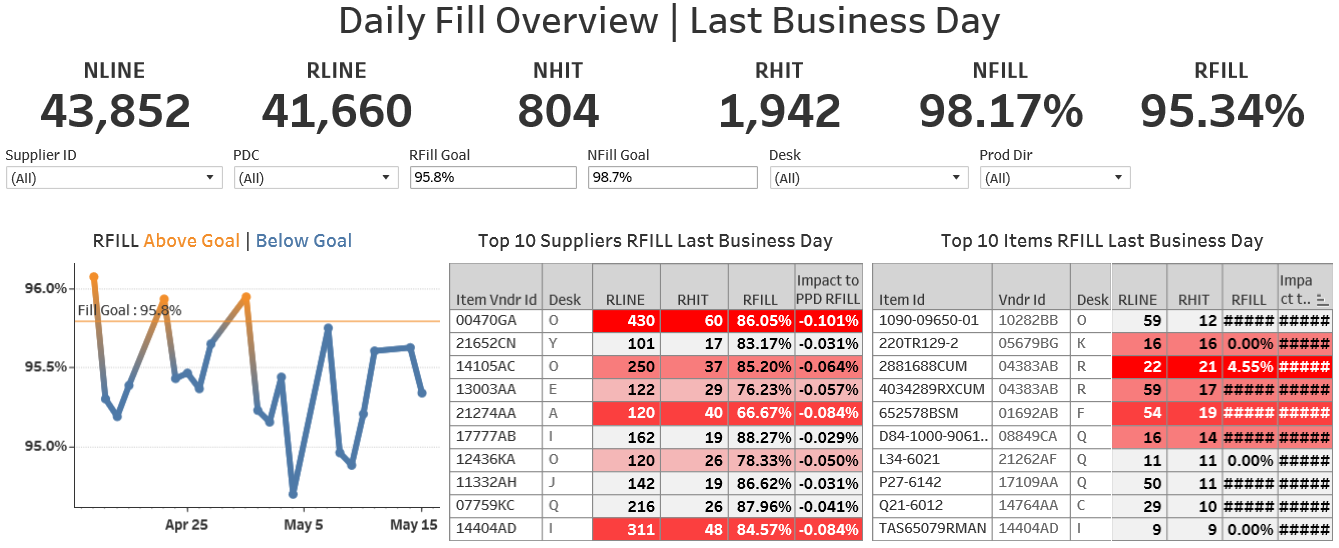 Daily Fill Overview | Last Business Day
NLINE RLINE NHIT RHIT NFILL RFILL
43,852 41,660 804 1,942 98.17% 95.34%
Supplier ID PDC RFill Goal NFill Goal Desk Prod Dir
(All) (All) 95.8% 98.7% (All) (All)
RFILL Above Goal | Below Goal
96.0%
Fill Goal : 95.8%
95.5%
95.0%
Apr 25 May 5 May 15
Top 10 Suppliers RFILL Last Business Day
Item Vndr Id Desk RLINE RHIT RFILL Impact to PPD RFILL
00470GA O 430 60 86.05% -0.101%
21652CN Y 101 17 83.17% -0.031%
14105AC O 250 37 85.20% -0.064%
13003AA E 122 29 76.23% -0.057%
21274AA A 120 40 66.67% -0.084%
17777AB I 162 19 88.27% -0.029%
12436KA O 120 26 78.33% -0.050%
11332AH J 142 19 86.62% -0.031%
07759KC Q 216 26 87.96% -0.041%
14404AD I 311 48 84.57% -0.084%
Top 10 Items RFILL Last Business Day
Item Id Vndr Id Desk RLINE RHIT RFILL Impa ct t..
1090-09650-01 10282BB O 59 12 ##### #####
220TR129-2 05679BG K 16 16 0.00% #####
2881688CUM 04383AB R 22 21 4.55% #####
4034289RXCUM 04383AB R 59 17 ##### #####
652578BSM 01692AB F 54 19 ##### #####
D84-1000-9061.. 08849CA Q 16 14 ##### #####
L34-6021 21262AF Q 11 11 0.00% #####
P27-6142 17109AA Q 50 11 ##### #####
Q21-6012 14764AA C 29 10 ##### #####
TAS65079RMAN 14404AD I 9 9 0.00% #####